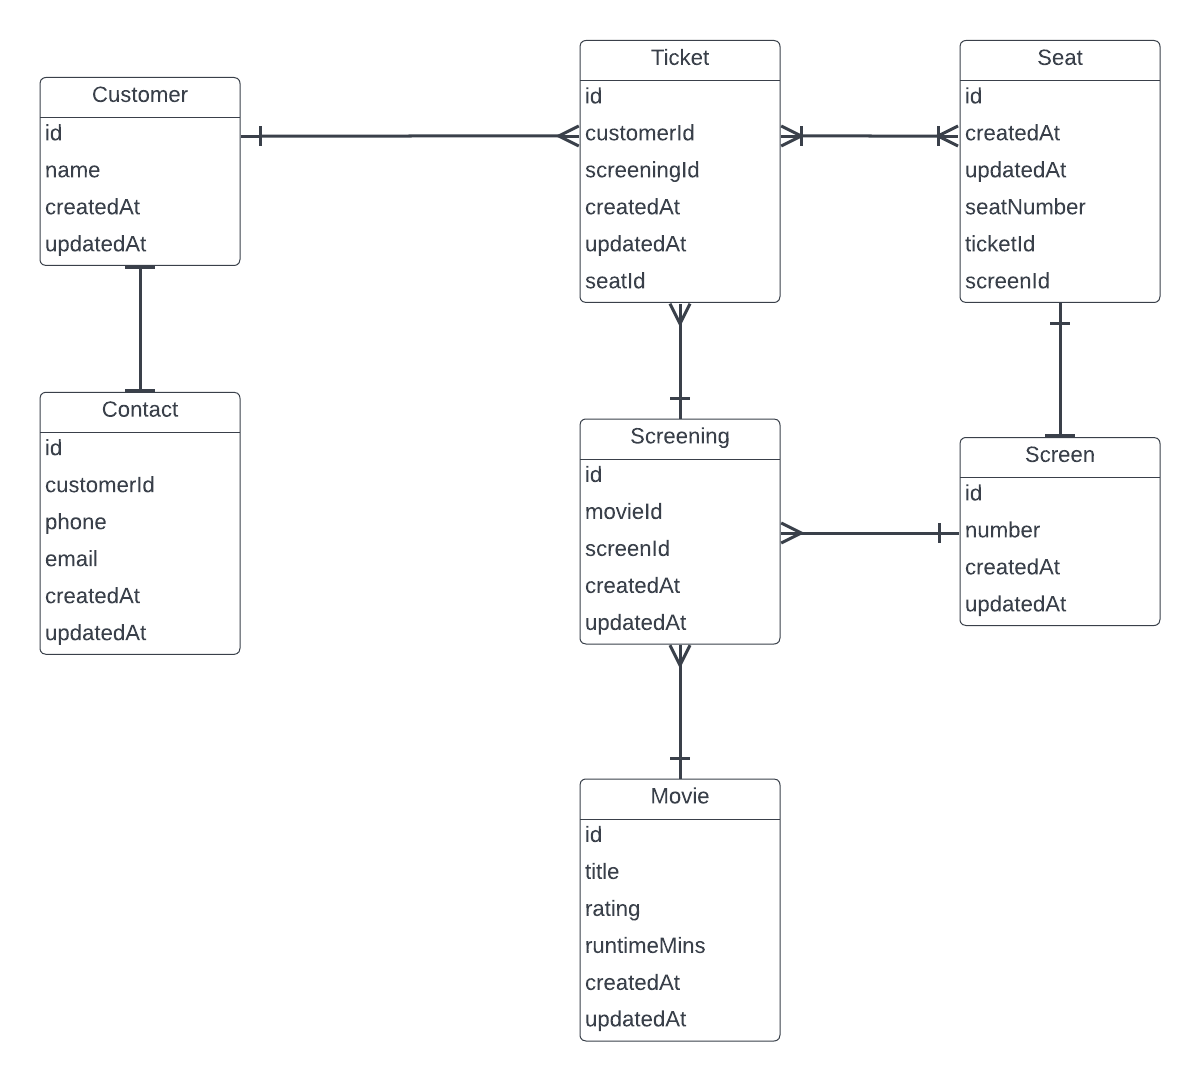 Customer
id
name
createdAt
updatedAt
Contact
id
customerId
phone
email
createdAt
updatedAt
Ticket
id
customerId
screeningId
createdAt
updatedAt
seatId
Screening
id
movieId
screenId
createdAt
updatedAt
Movie
id
title
rating
runtimeMins
createdAt
updatedAt
Seat
id
createdAt
updatedAt
seatNumber
ticketId
screenId
Screen
id
number
createdAt
updatedAt